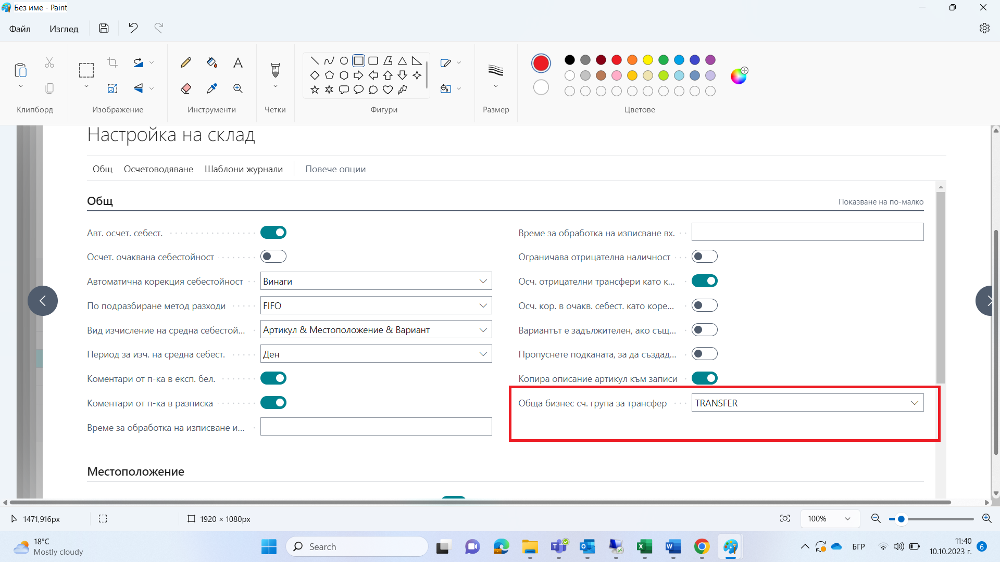 Без име - Paint
Файл Изглед
Клипборд Изображение Инструменти Четки Фигури Размер Цветове
Настройка на склад
Общ Осчетоводяване Шаблони журнали Повече опции
Общ Показване на по-малко
Авт. осчет. себест.
Осчет. очаквана себестойност
Автоматична корекция себестойност Винаги
По подразбиране метод разходи FIFO
Вид изчисление на средна себестой... Артикул & Местоположение & Вариант
Период за изч. на средна себест. Ден
Коментари от п-ка в експ. бел.
Коментари от п-ка в разписка
Време за обработка на изписване и...
Време за обработка на изписване вх.
Ограничава отрицателна наличност
Осч. отрицателни трансфери като к...
Осч. кор. в очакв. себест. като коре...
Вариантът е задължителен, ако същ...
Пропуснете подканата, за да създад...
Копира описание артикул към записи
Обща бизнес сч. група за трансфер TRANSFER
Местоположение
1471,916px 1920 × 1080px 100%
18°C
Mostly cloudy
Search
БГР
11:40
10.10.2023 г.
6